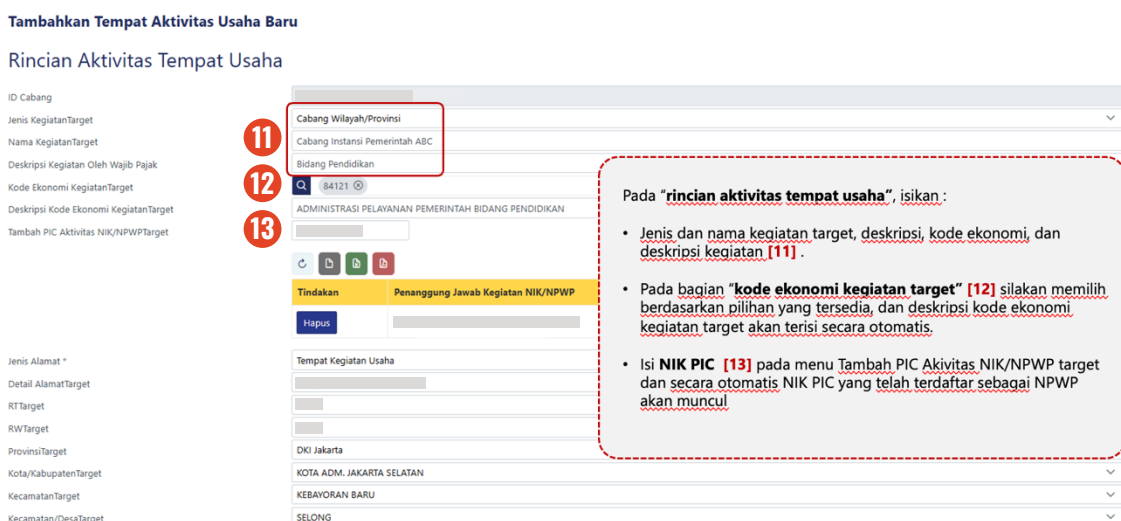 Tambahkan Tempat Aktivitas Usaha Baru
Rincian Aktivitas Tempat Usaha
ID Cabang
Jenis KegiatanTarget
Cabang Wilayah/Provinsi
Nama KegiatanTarget
11
Cabang Instansi Pemerintah ABC
Deskripsi Kegiatan Oleh Wajib Pajak
Bidang Pendidikan
Kode Ekonomi KegiatanTarget
12
84121
Deskripsi Kode Ekonomi KegiatanTarget
ADMINISTRASI PELAYANAN PEMERINTAH BIDANG PENDIDIKAN
Tambah PIC Aktivitas NIK/NPWPTarget
13
Tindakan
Penanggung Jawab Kegiatan NIK/NPWP
Hapus
Jenis Alamat *
Tempat Kegiatan Usaha
Detail AlamatTarget
RTTarget
RWTarget
ProvinsiTarget
DKI Jakarta
Kota/KabupatenTarget
KOTA ADM. JAKARTA SELATAN
KecamatanTarget
KEBAYORAN BARU
Kecamatan/DesaTarget
SELONG
Pada “rincian aktivitas tempat usaha”, isikan :
• Jenis dan nama kegiatan target, deskripsi, kode ekonomi, dan
deskripsi kegiatan [11] .
• Pada bagian “kode ekonomi kegiatan target” [12] silakan memilih
berdasarkan pilihan yang tersedia, dan deskripsi kode ekonomi
kegiatan target akan terisi secara otomatis.
• Isi NIK PIC [13] pada menu Tambah PIC Akivitas NIK/NPWP target
dan secara otomatis NIK PIC yang telah terdaftar sebagai NPWP
akan muncul